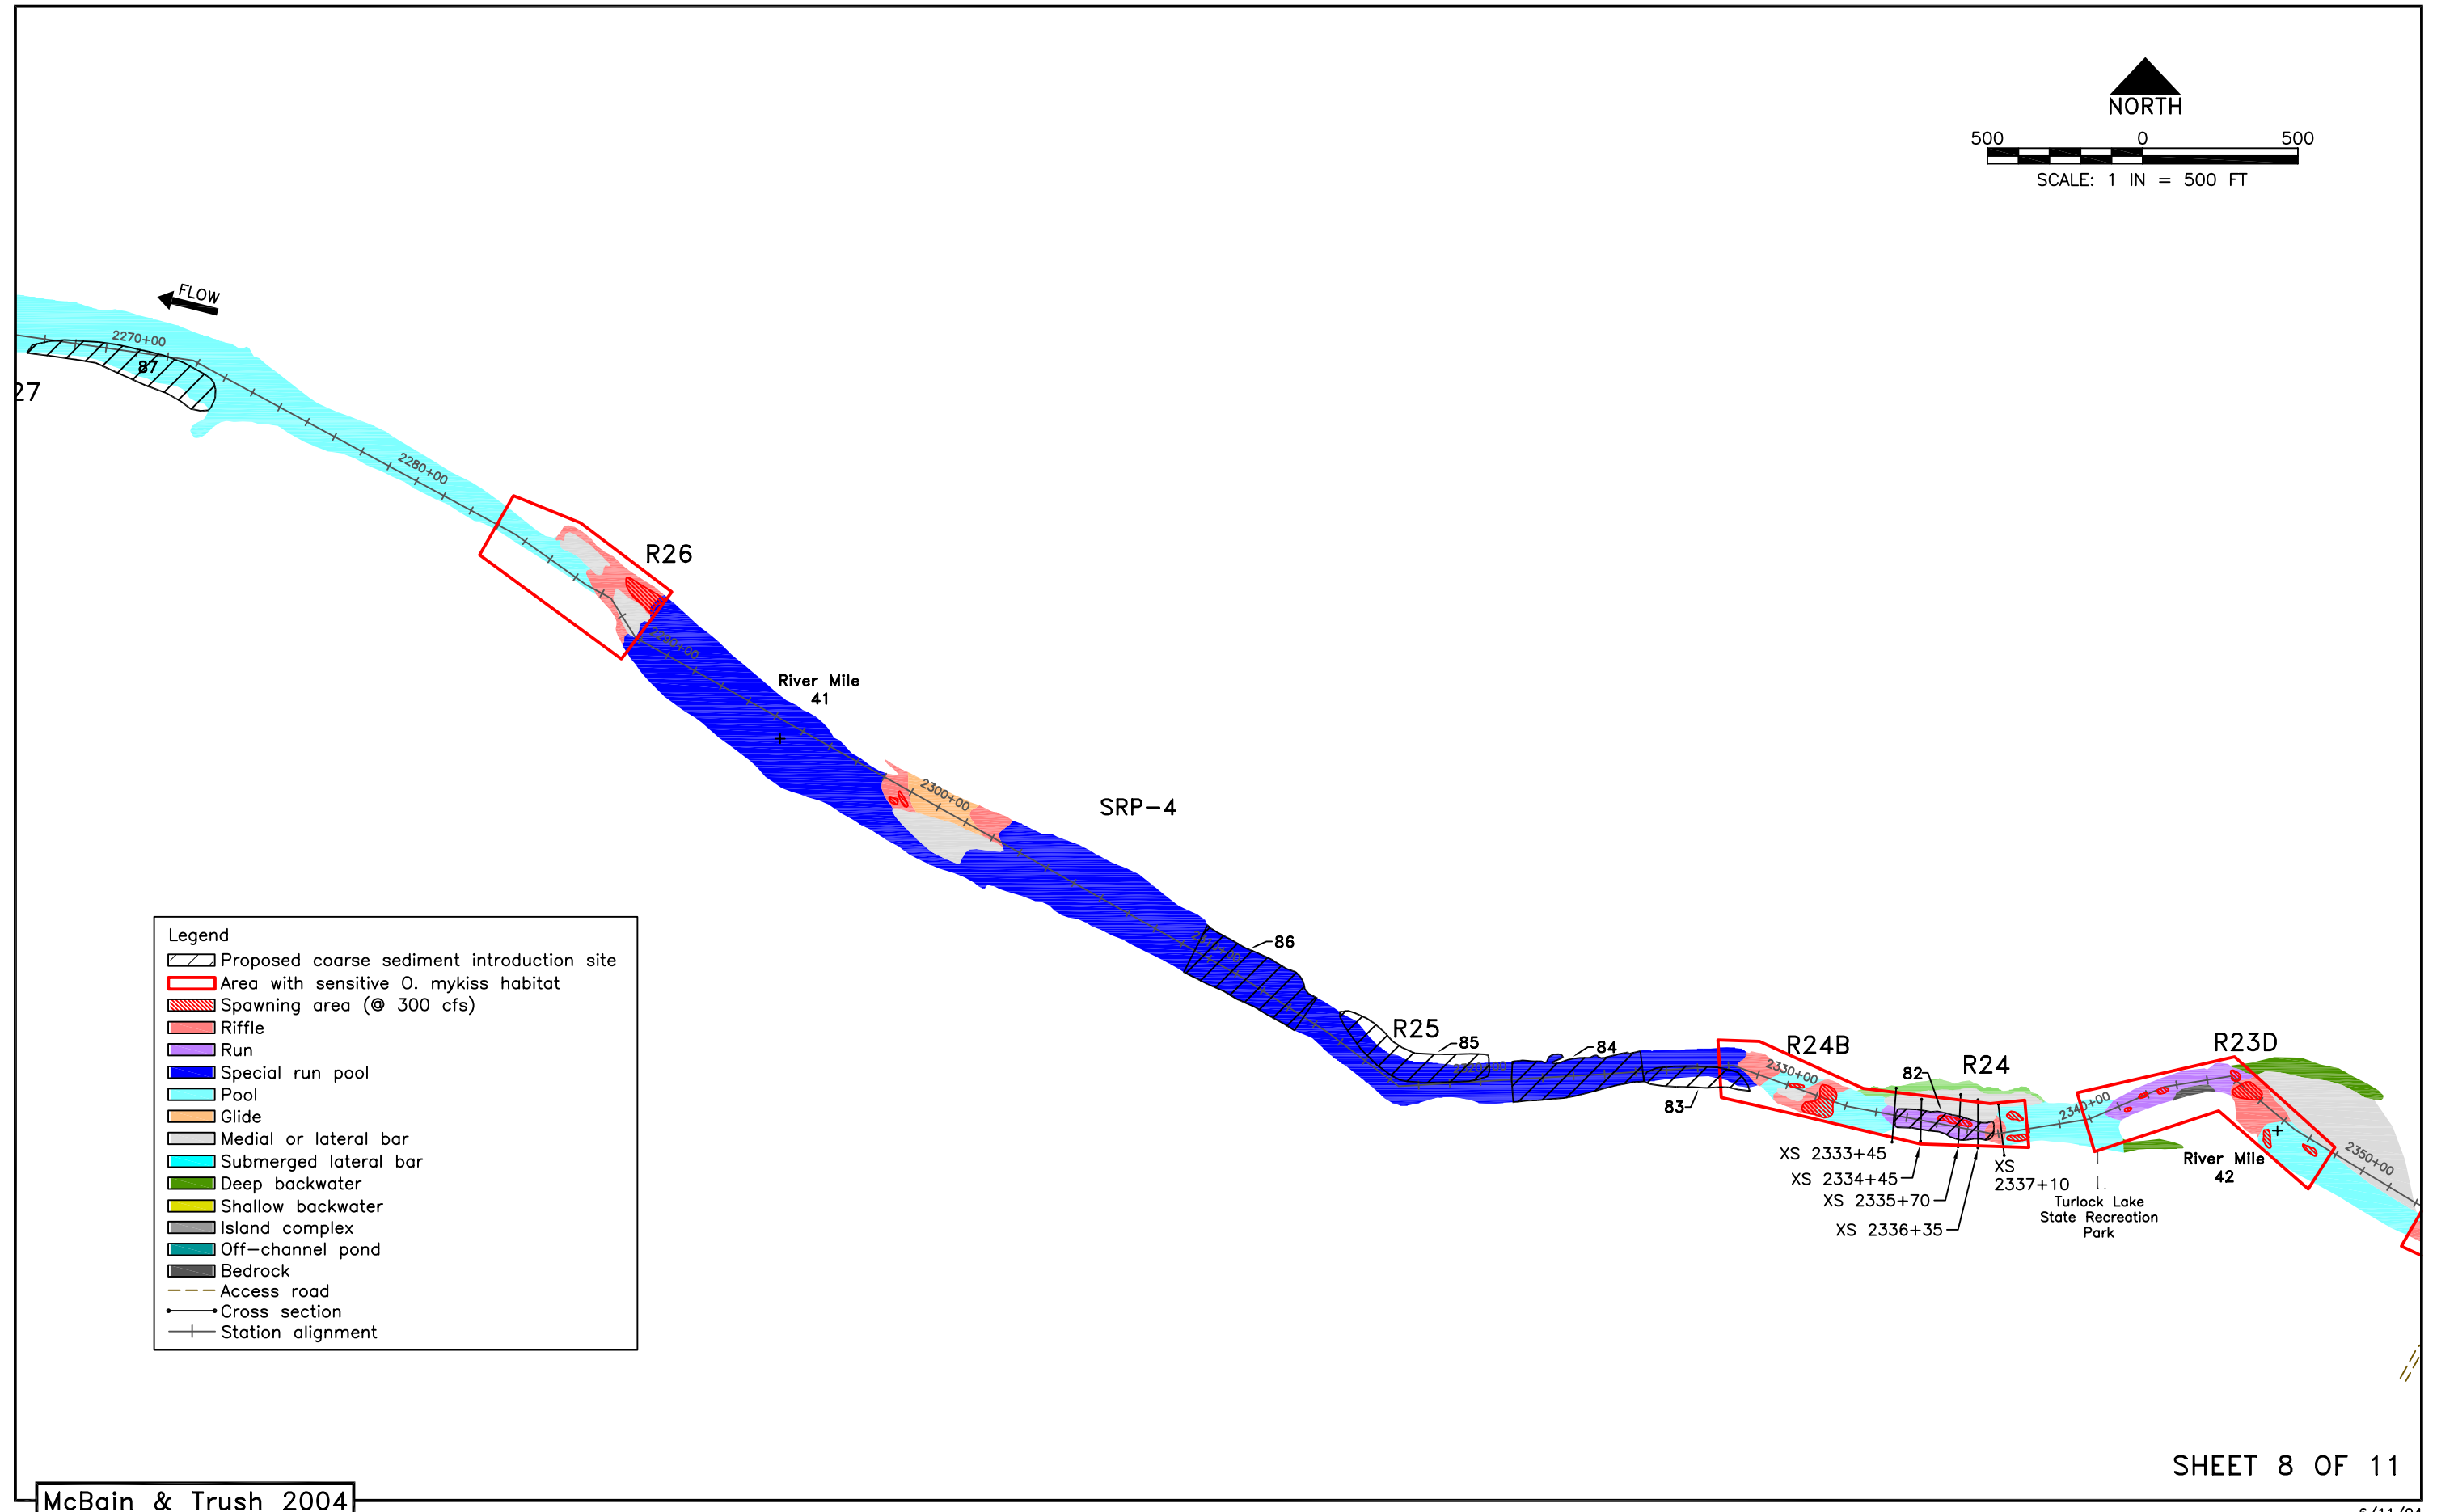 NORTH
500 0 500
SCALE: 1 IN = 500 FT
FLOW
2270+00
87
27
2280+00
R26
2290+00
River Mile
41
2300+00
SRP-4
86
R25
85
84
83
R24B
2330+00
82
R24
R23D
2340+00
2350+00
XS 2333+45
XS 2334+45
XS 2335+70
XS 2336+35
XS
2337+10
River Mile
42
Turlock Lake
State Recreation
Park
Legend
Proposed coarse sediment introduction site
Area with sensitive O. mykiss habitat
Spawning area (@ 300 cfs)
Riffle
Run
Special run pool
Pool
Glide
Medial or lateral bar
Submerged lateral bar
Deep backwater
Shallow backwater
Island complex
Off-channel pond
Bedrock
Access road
Cross section
Station alignment
SHEET 8 OF 11
McBain & Trush 2004